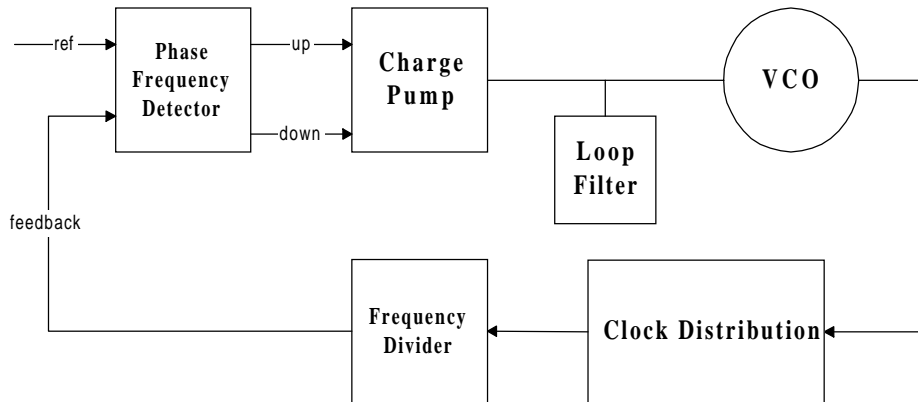 ref
Phase
Frequency
Detector
up
down
Charge
Pump
VCO
Loop
Filter
feedback
Frequency
Divider
Clock Distribution